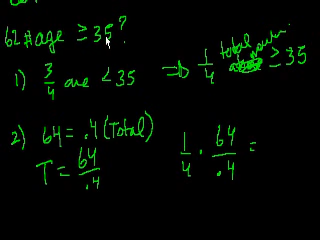 62 # age ≥ 35?
1) 3/4 are < 35 ⇒ 1/4 total ≥ 35
2) 64 = .4 (Total)
T = 64/.4
1/4 · 64/.4 =